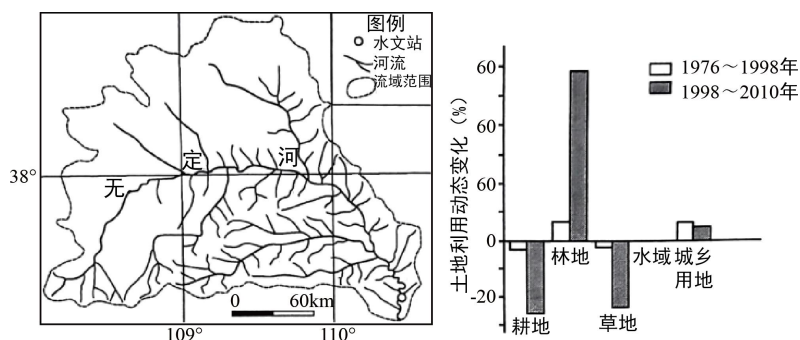 图例
水文站
河流
流域范围
38°
无
定
河
0
60km
109°
110°
土地利用动态变化（%）
60
60
60
0
-20
1976～1998年
1998～2010年
耕地
林地
草地
水域
城乡
用地